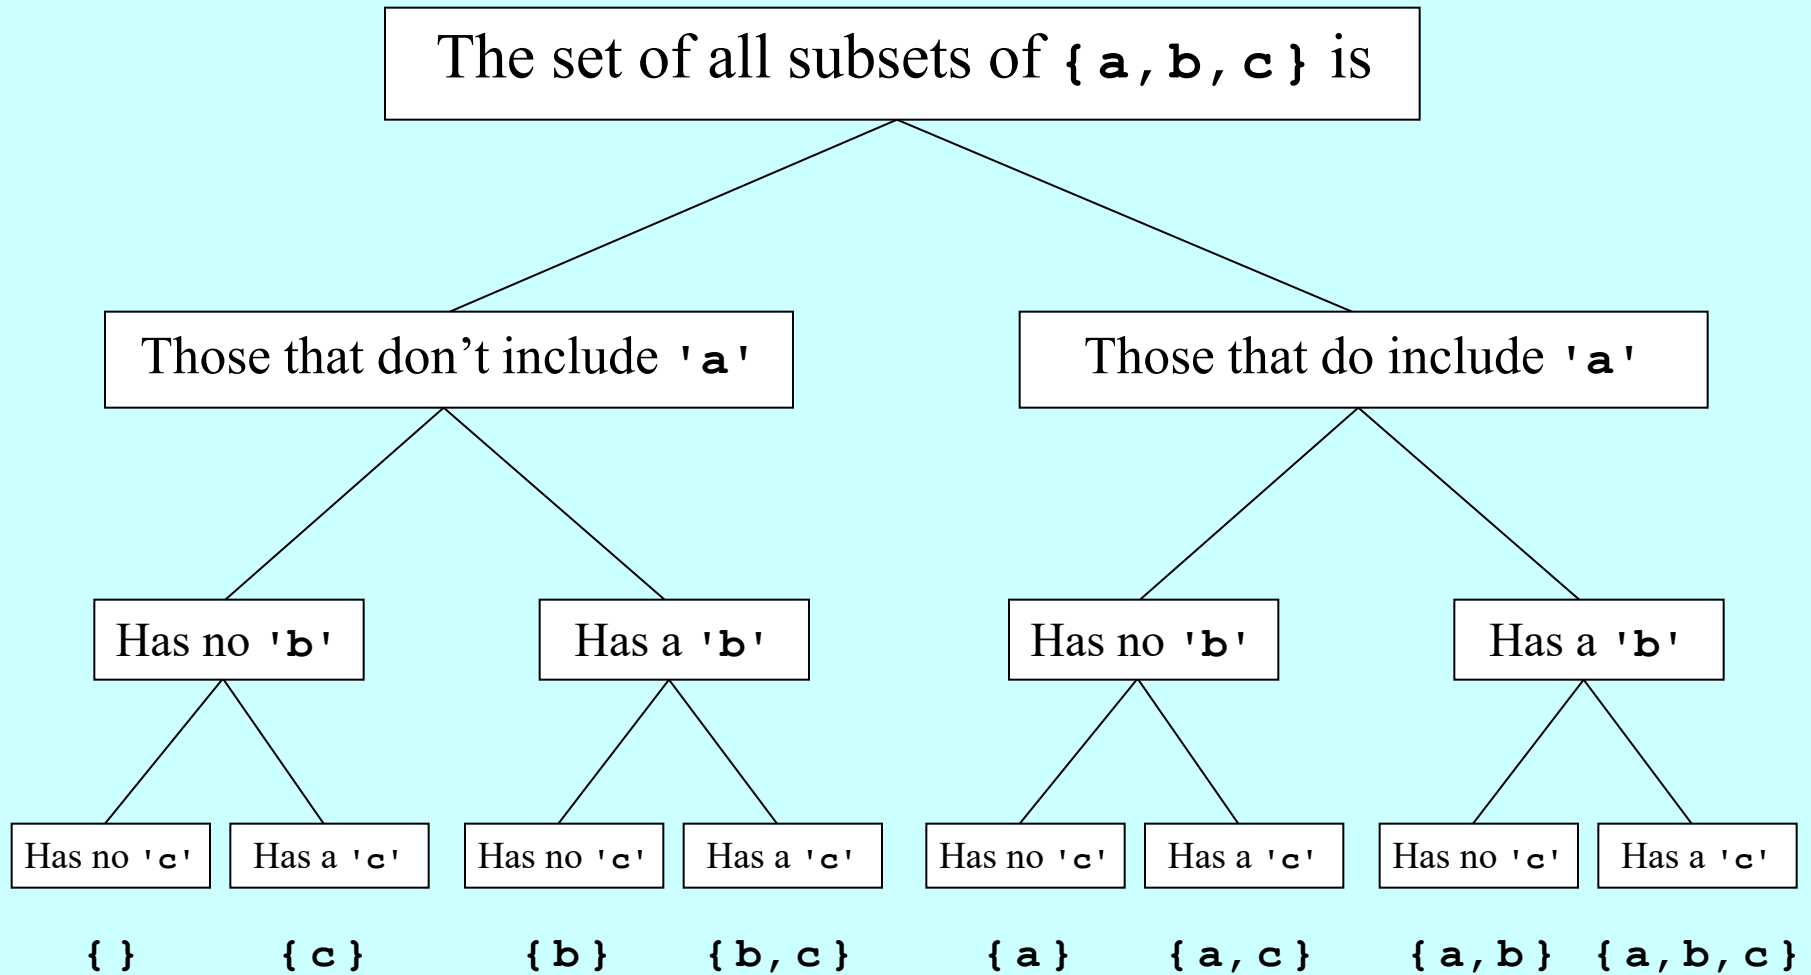 The set of all subsets of {a,b,c} is
Those that don’t include 'a'
Those that do include 'a'
Has no 'b'
Has a 'b'
Has no 'b'
Has a 'b'
Has no 'c'
Has a 'c'
Has no 'c'
Has a 'c'
Has no 'c'
Has a 'c'
Has no 'c'
Has a 'c'
{}
{c}
{b}
{b,c}
{a}
{a,c}
{a,b}
{a,b,c}